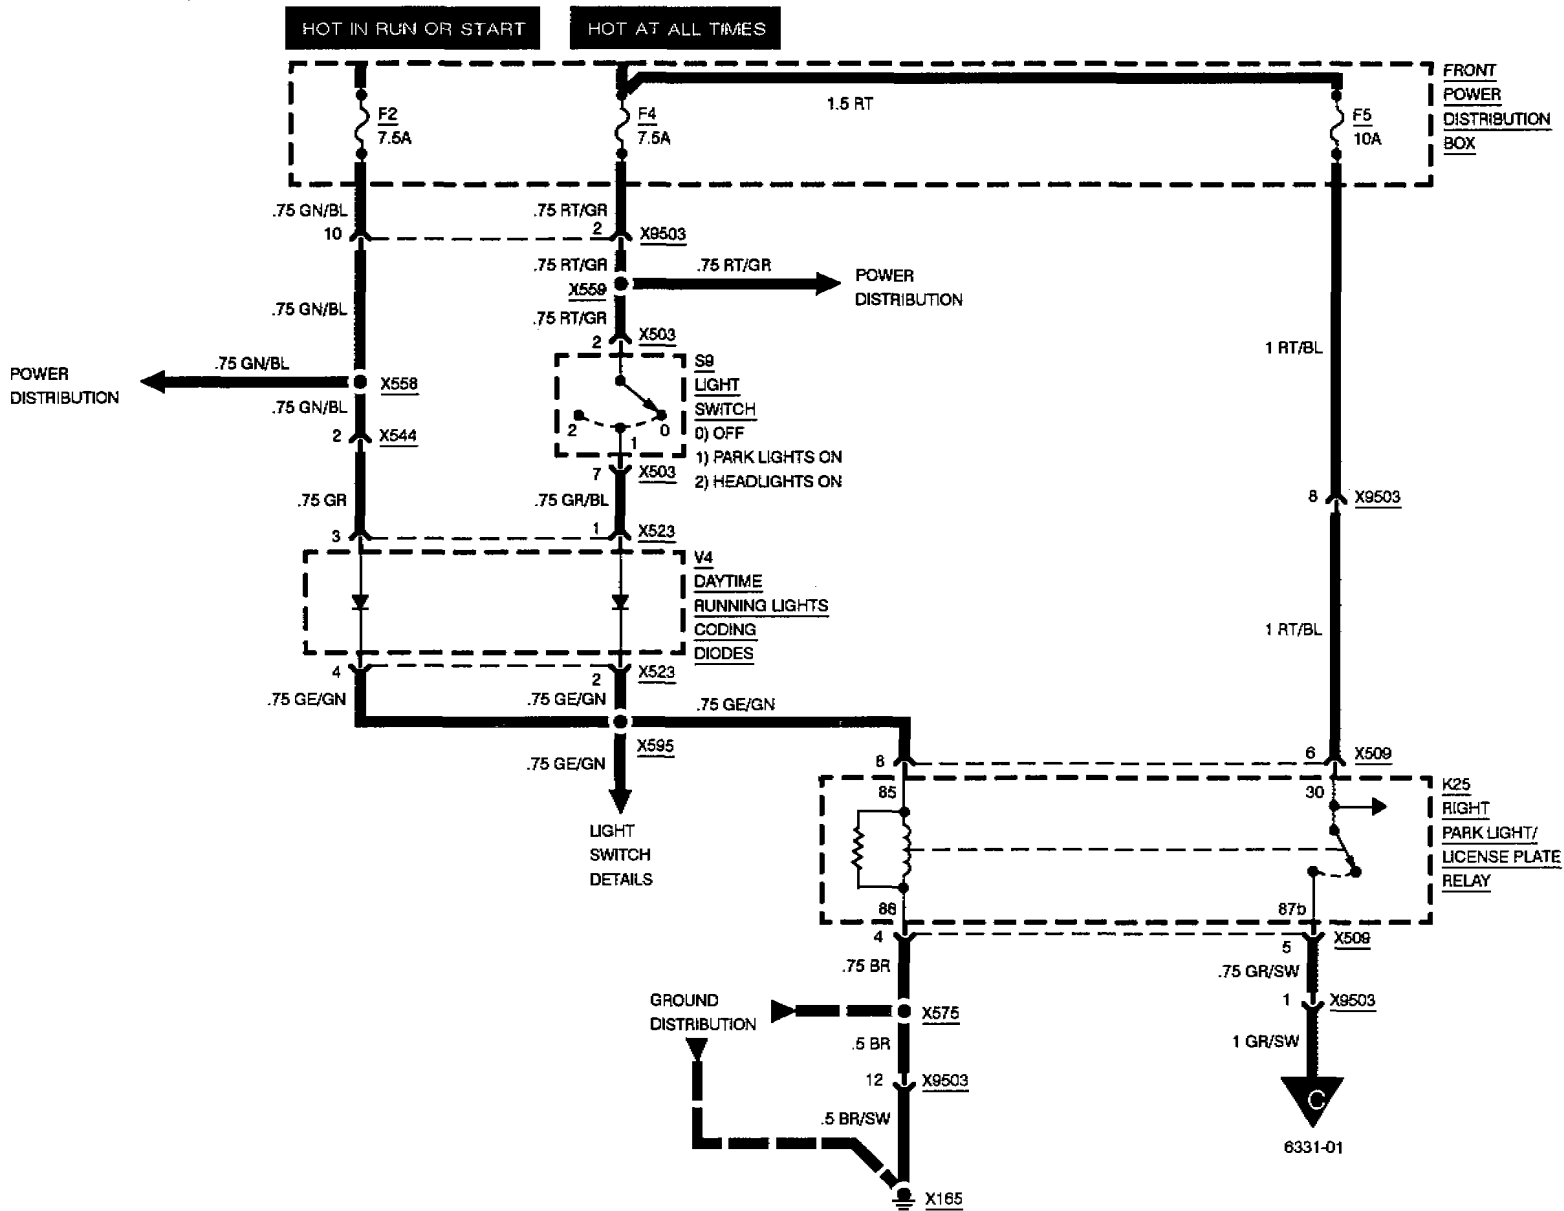 HOT IN RUN OR START
HOT AT ALL TIMES
FRONT
POWER
DISTRIBUTION
BOX
F2
7.5A
F4
7.5A
1.5 RT
F5
10A
.75 GN/BL
.75 RT/GR
10
2
X9503
.75 RT/GR
.75 RT/GR
X559
POWER
DISTRIBUTION
.75 GN/BL
.75 RT/GR
2
X503
1 RT/BL
POWER
DISTRIBUTION
.75 GN/BL
X558
.75 GN/BL
2
X544
S9
LIGHT
SWITCH
0) OFF
1) PARK LIGHTS ON
2) HEADLIGHTS ON
2
1
0
7
X503
.75 GR
.75 GR/BL
8
X9503
3
1
X523
V4
DAYTIME
RUNNING LIGHTS
CODING
DIODES
1 RT/BL
4
2
X523
.75 GE/GN
.75 GE/GN
.75 GE/GN
X595
.75 GE/GN
LIGHT
SWITCH
DETAILS
8
6
X509
85
30
K25
RIGHT
PARK LIGHT/
LICENSE PLATE
RELAY
86
87b
4
5
X509
.75 BR
.75 GR/SW
GROUND
DISTRIBUTION
X575
1
X9503
.5 BR
1 GR/SW
12
X9503
C
.5 BR/SW
6331-01
X165